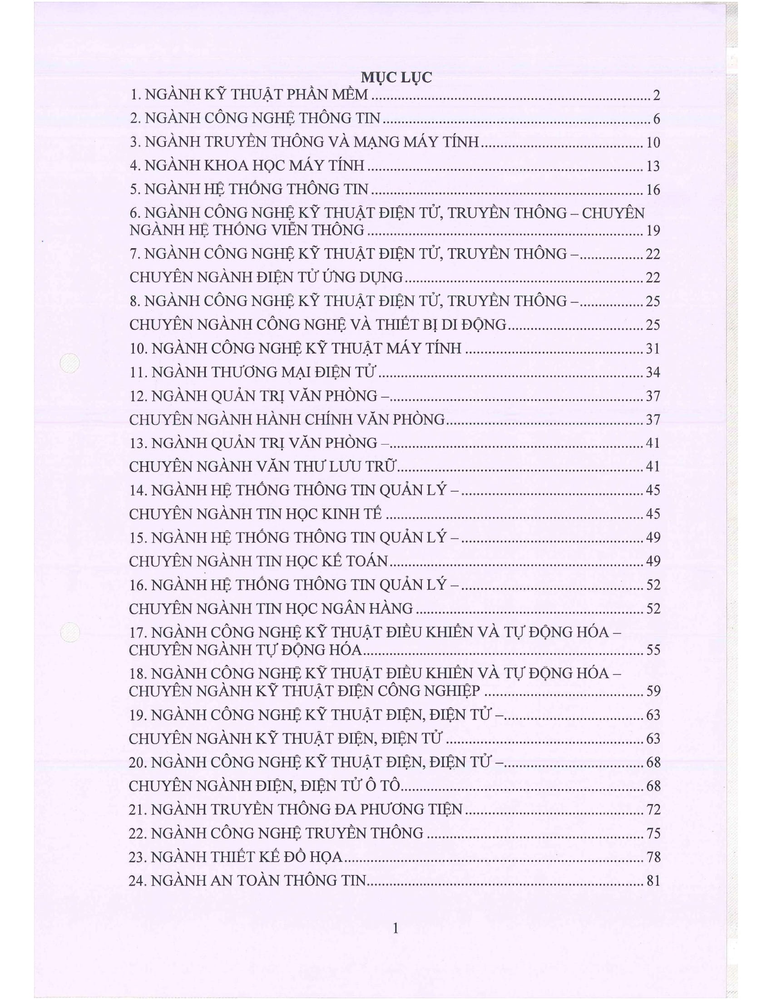 MỤC LỤC
1. NGÀNH KỸ THUẬT PHẦN MỀM ........ 2
2. NGÀNH CÔNG NGHỆ THÔNG TIN ........ 6
3. NGÀNH TRUYỀN THÔNG VÀ MẠNG MÁY TÍNH ........ 10
4. NGÀNH KHOA HỌC MÁY TÍNH ........ 13
5. NGÀNH HỆ THỐNG THÔNG TIN ........ 16
6. NGÀNH CÔNG NGHỆ KỸ THUẬT ĐIỆN TỬ, TRUYỀN THÔNG – CHUYÊN
NGÀNH HỆ THỐNG VIỄN THÔNG ........ 19
7. NGÀNH CÔNG NGHỆ KỸ THUẬT ĐIỆN TỬ, TRUYỀN THÔNG – ........ 22
CHUYÊN NGÀNH ĐIỆN TỬ ỨNG DỤNG ........ 22
8. NGÀNH CÔNG NGHỆ KỸ THUẬT ĐIỆN TỬ, TRUYỀN THÔNG – ........ 25
CHUYÊN NGÀNH CÔNG NGHỆ VÀ THIẾT BỊ DI ĐỘNG ........ 25
10. NGÀNH CÔNG NGHỆ KỸ THUẬT MÁY TÍNH ........ 31
11. NGÀNH THƯƠNG MẠI ĐIỆN TỬ ........ 34
12. NGÀNH QUẢN TRỊ VĂN PHÒNG – ........ 37
CHUYÊN NGÀNH HÀNH CHÍNH VĂN PHÒNG ........ 37
13. NGÀNH QUẢN TRỊ VĂN PHÒNG – ........ 41
CHUYÊN NGÀNH VĂN THƯ LƯU TRỮ ........ 41
14. NGÀNH HỆ THỐNG THÔNG TIN QUẢN LÝ – ........ 45
CHUYÊN NGÀNH TIN HỌC KINH TẾ ........ 45
15. NGÀNH HỆ THỐNG THÔNG TIN QUẢN LÝ – ........ 49
CHUYÊN NGÀNH TIN HỌC KẾ TOÁN ........ 49
16. NGÀNH HỆ THỐNG THÔNG TIN QUẢN LÝ – ........ 52
CHUYÊN NGÀNH TIN HỌC NGÂN HÀNG ........ 52
17. NGÀNH CÔNG NGHỆ KỸ THUẬT ĐIỀU KHIỂN VÀ TỰ ĐỘNG HÓA –
CHUYÊN NGÀNH TỰ ĐỘNG HÓA ........ 55
18. NGÀNH CÔNG NGHỆ KỸ THUẬT ĐIỀU KHIỂN VÀ TỰ ĐỘNG HÓA –
CHUYÊN NGÀNH KỸ THUẬT ĐIỆN CÔNG NGHIỆP ........ 59
19. NGÀNH CÔNG NGHỆ KỸ THUẬT ĐIỆN, ĐIỆN TỬ – ........ 63
CHUYÊN NGÀNH KỸ THUẬT ĐIỆN, ĐIỆN TỬ ........ 63
20. NGÀNH CÔNG NGHỆ KỸ THUẬT ĐIỆN, ĐIỆN TỬ – ........ 68
CHUYÊN NGÀNH ĐIỆN, ĐIỆN TỬ Ô TÔ ........ 68
21. NGÀNH TRUYỀN THÔNG ĐA PHƯƠNG TIỆN ........ 72
22. NGÀNH CÔNG NGHỆ TRUYỀN THÔNG ........ 75
23. NGÀNH THIẾT KẾ ĐỒ HỌA ........ 78
24. NGÀNH AN TOÀN THÔNG TIN ........ 81
1